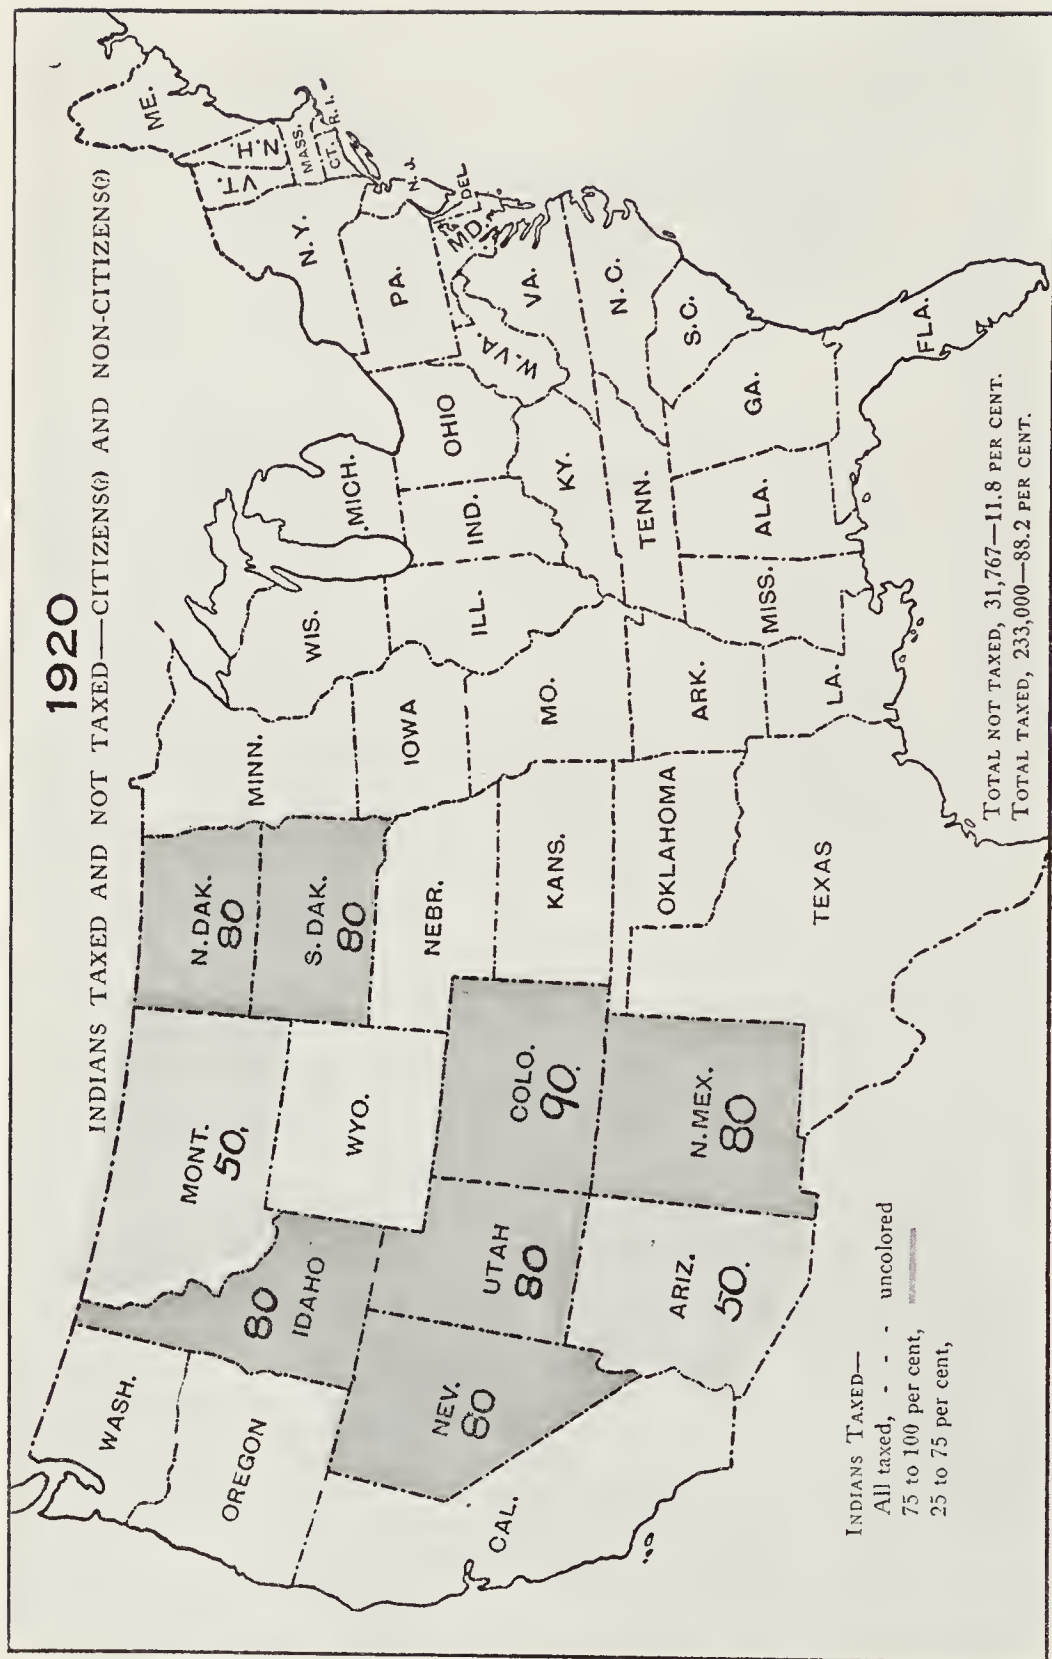 1920
INDIANS TAXED AND NOT TAXED—CITIZENS(?) AND NON-CITIZENS(?)
WASH.
OREGON
CAL.
NEV.
80
80
IDAHO
MONT.
50.
WYO.
UTAH
80
ARIZ.
50.
COLO.
90.
N.MEX.
80
N.DAK.
80
S.DAK.
80
NEBR.
KANS.
OKLAHOMA
TEXAS
MINN.
IOWA
MO.
ARK.
LA.
WIS.
ILL.
MISS.
MICH.
IND.
OHIO
KY.
TENN.
ALA.
GA.
FLA.
S.C.
N.C.
VA.
W.VA.
MD.
DEL
PA.
N.J.
N.Y.
VT.
N.H.
ME.
MASS.
CT.
R.I.
INDIANS TAXED—
All taxed, - - - uncolored
75 to 100 per cent,
25 to 75 per cent,
TOTAL NOT TAXED, 31,767—11.8 PER CENT.
TOTAL TAXED, 233,000—88.2 PER CENT.